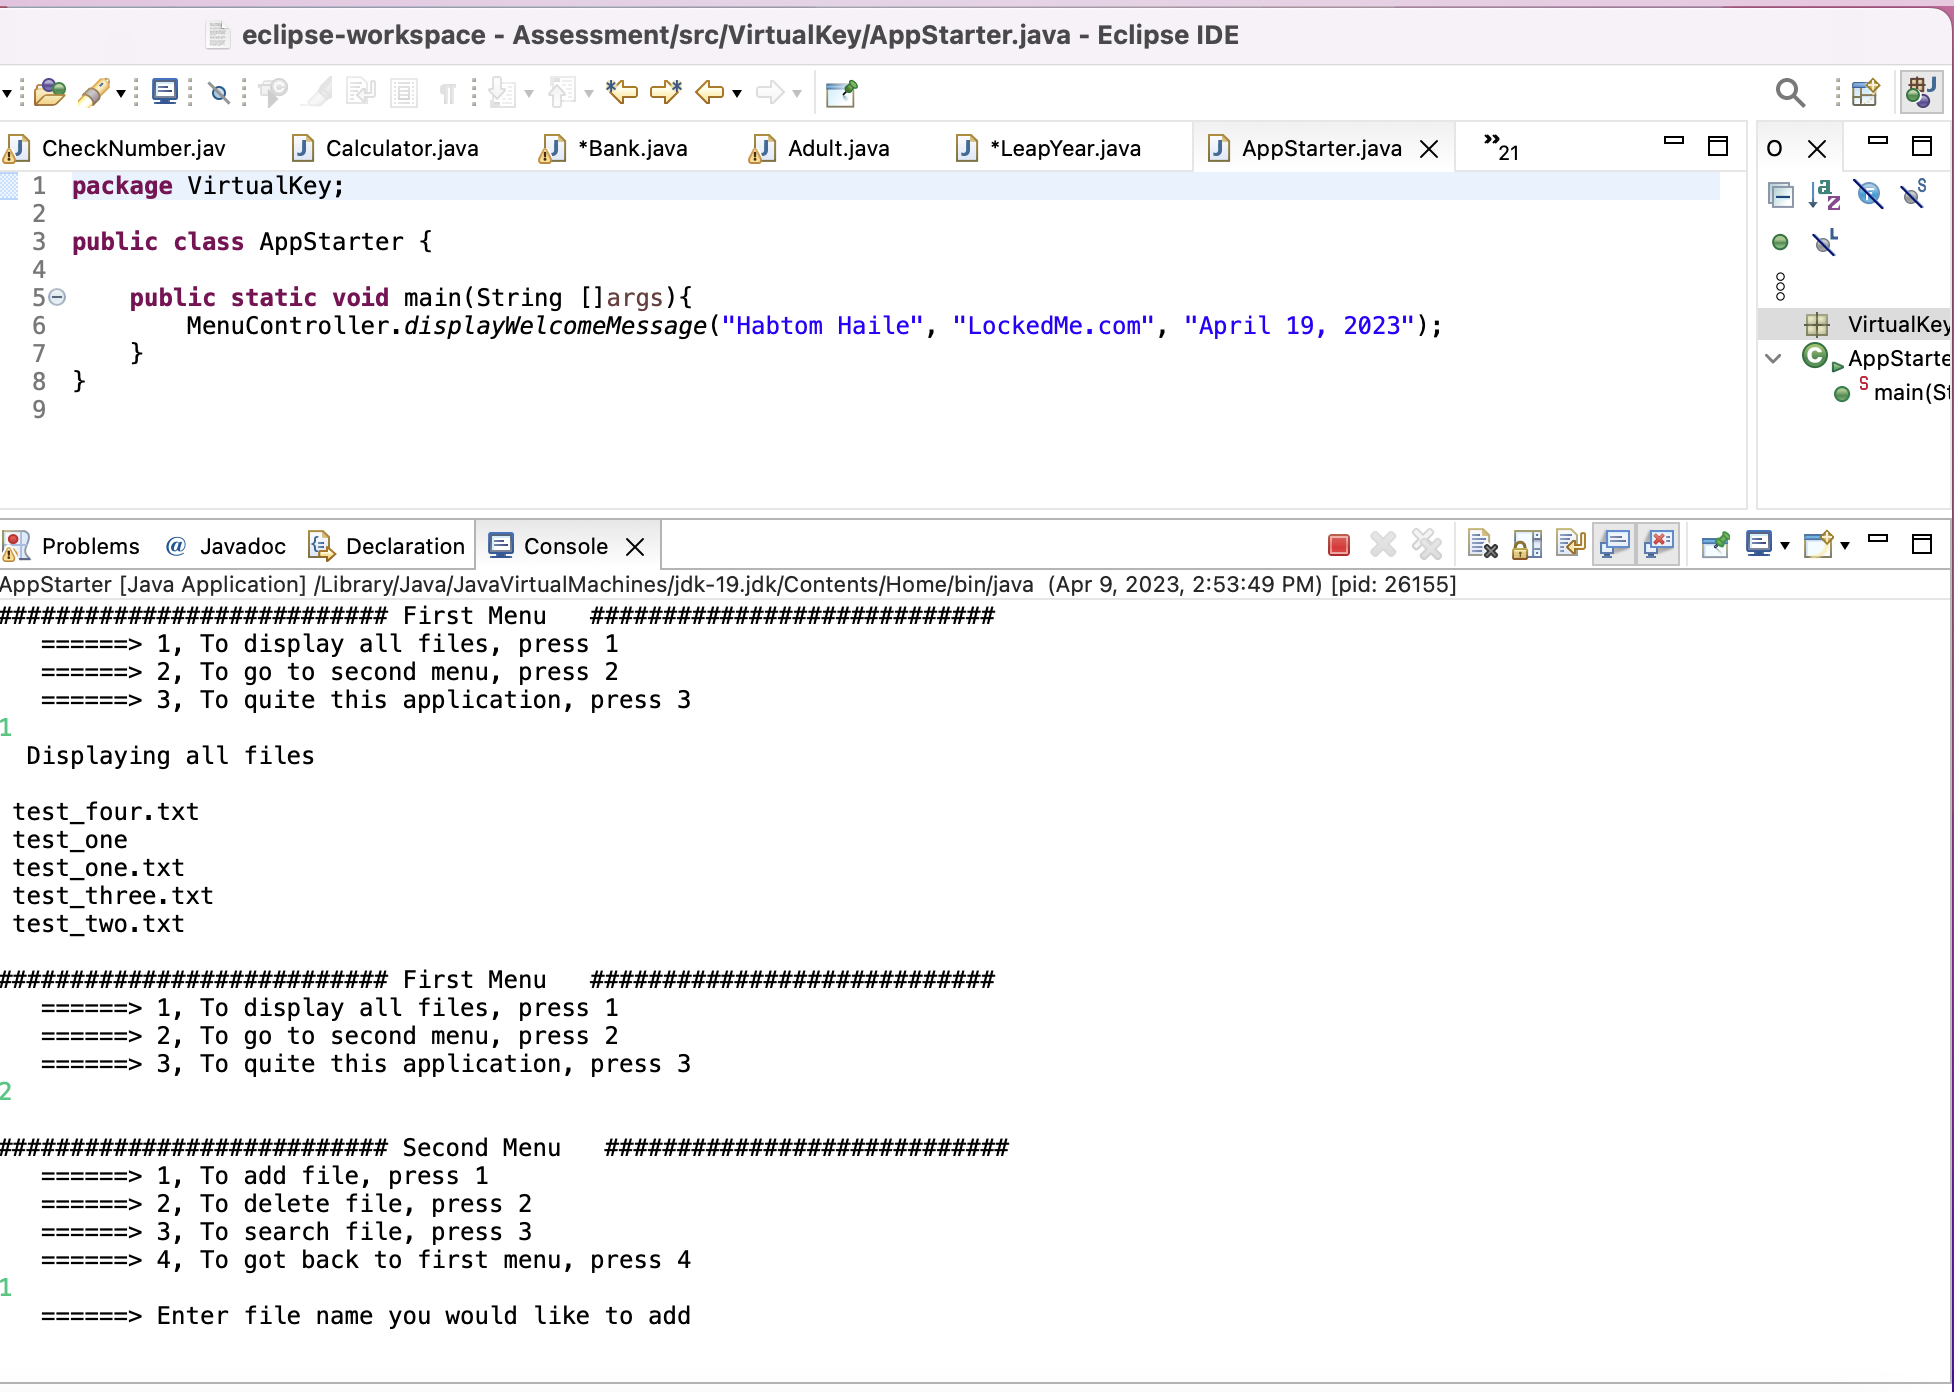 eclipse-workspace - Assessment/src/VirtualKey/AppStarter.java - Eclipse IDE
CheckNumber.jav Calculator.java *Bank.java Adult.java *LeapYear.java AppStarter.java »21 O
1 package VirtualKey;
2
3 public class AppStarter {
4
5 public static void main(String []args){
6 MenuController.displayWelcomeMessage("Habtom Haile", "LockedMe.com", "April 19, 2023");
7 }
8 }
9
VirtualKey
AppStarte
main(St
Problems @ Javadoc Declaration Console
AppStarter [Java Application] /Library/Java/JavaVirtualMachines/jdk-19.jdk/Contents/Home/bin/java (Apr 9, 2023, 2:53:49 PM) [pid: 26155]
########################### First Menu ############################
======> 1, To display all files, press 1
======> 2, To go to second menu, press 2
======> 3, To quite this application, press 3
1
Displaying all files
test_four.txt
test_one
test_one.txt
test_three.txt
test_two.txt
########################### First Menu ############################
======> 1, To display all files, press 1
======> 2, To go to second menu, press 2
======> 3, To quite this application, press 3
2
########################### Second Menu ############################
======> 1, To add file, press 1
======> 2, To delete file, press 2
======> 3, To search file, press 3
======> 4, To got back to first menu, press 4
1
======> Enter file name you would like to add